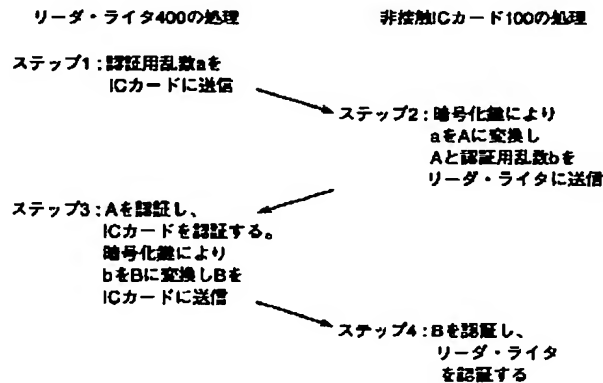 リーダ・ライタ400の処理
非接触ICカード100の処理
ステップ1：認証用乱数aを
ICカードに送信
ステップ2：暗号化鍵により
aをAに変換し
Aと認証用乱数bを
リーダ・ライタに送信
ステップ3：Aを認証し、
ICカードを認証する。
暗号化鍵により
bをBに変換しBを
ICカードに送信
ステップ4：Bを認証し、
リーダ・ライタ
を認証する